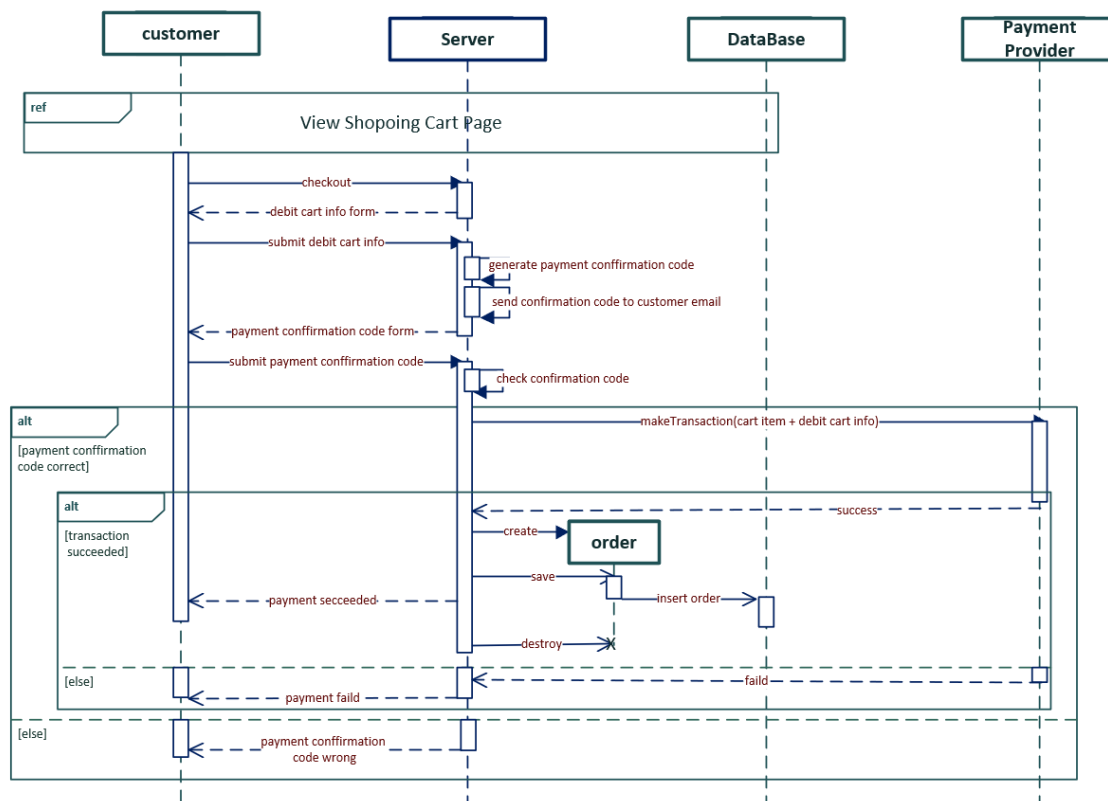 customer
Server
DataBase
Payment
Provider
ref
View Shopoing Cart Page
checkout
debit cart info form
submit debit cart info
generate payment conffirmation code
send confirmation code to customer email
payment conffirmation code form
submit payment conffirmation code
check confirmation code
alt
makeTransaction(cart item + debit cart info)
[payment conffirmation
code correct]
alt
success
[transaction
succeeded]
create
order
save
payment secceeded
insert order
destroy
X
[else]
faild
payment faild
[else]
payment conffirmation
code wrong